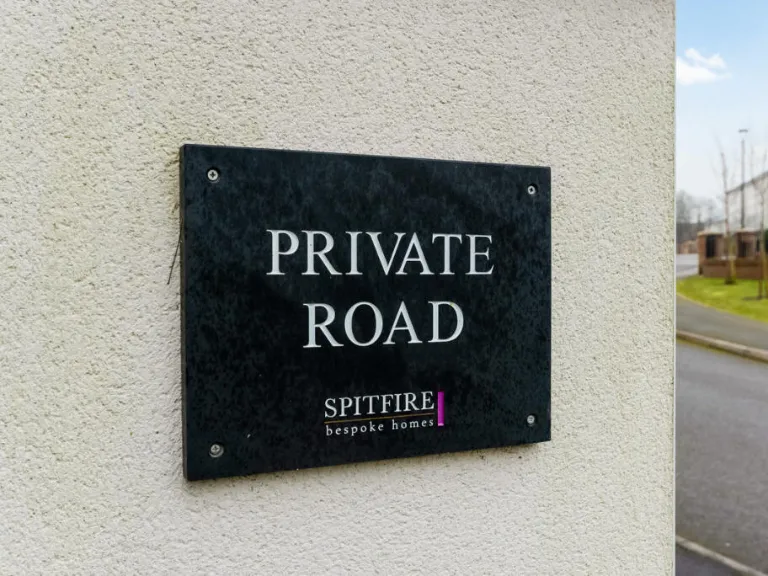 PRIVATE
ROAD
SPITFIRE
bespoke homes